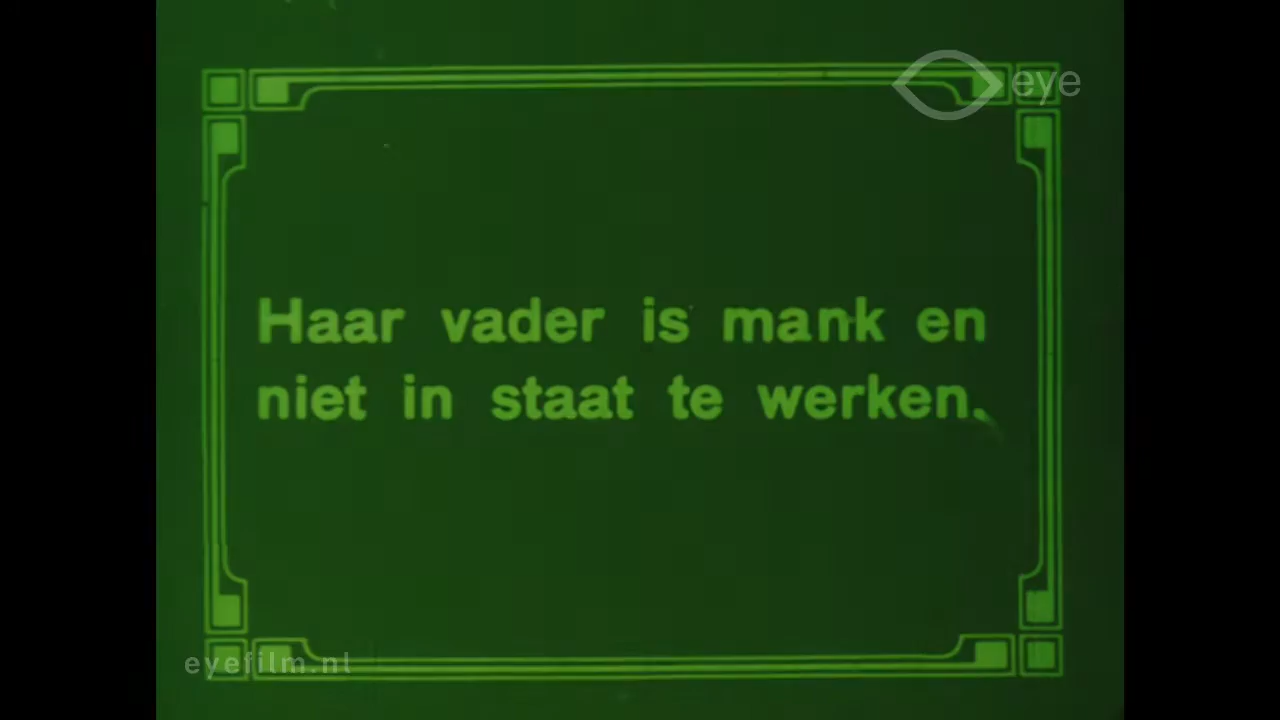 eye
Haar vader is mank en
niet in staat te werken.
eyefilm.nl